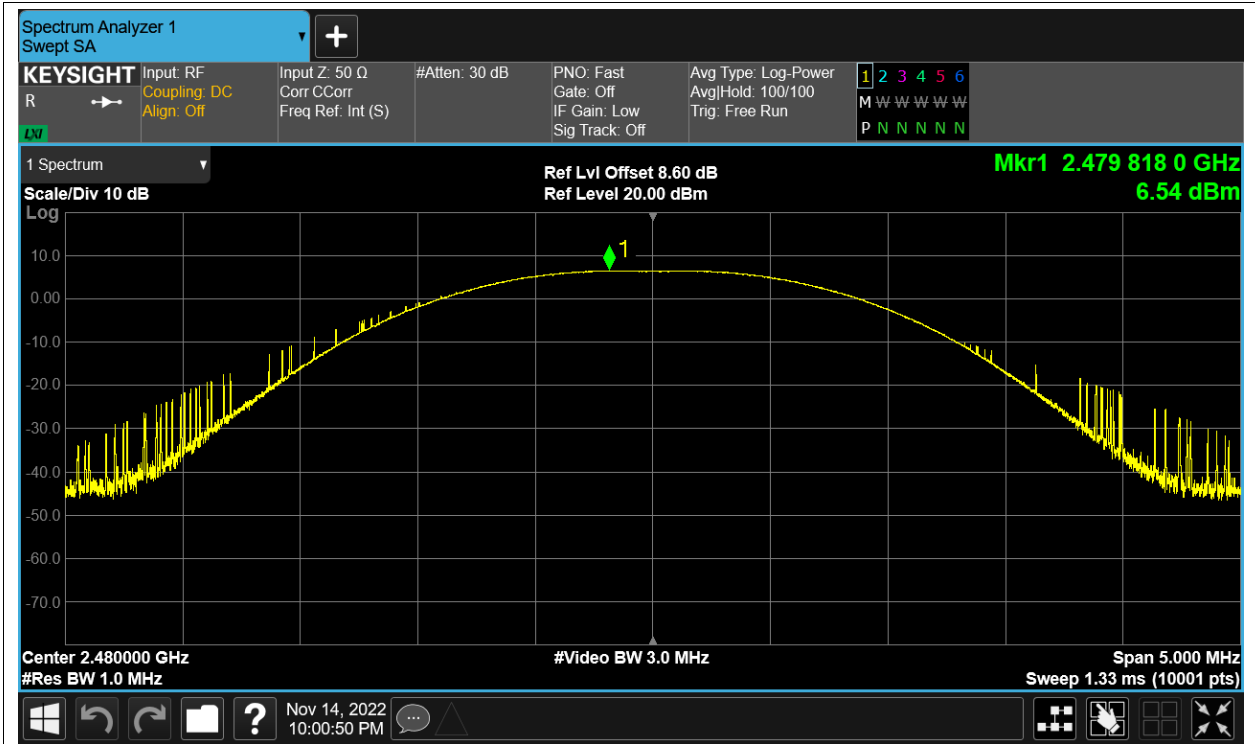 Spectrum Analyzer 1
Swept SA
KEYSIGHT
R
LXI
Input: RF
Coupling: DC
Align: Off
Input Z: 50 Ω
Corr CCorr
Freq Ref: Int (S)
#Atten: 30 dB
PNO: Fast
Gate: Off
IF Gain: Low
Sig Track: Off
Avg Type: Log-Power
Avg|Hold: 100/100
Trig: Free Run
1 2 3 4 5 6
M W W W W W
P N N N N N
1 Spectrum
Scale/Div 10 dB
Log
Ref Lvl Offset 8.60 dB
Ref Level 20.00 dBm
Mkr1 2.479 818 0 GHz
6.54 dBm
1
10.0
0.00
-10.0
-20.0
-30.0
-40.0
-50.0
-60.0
-70.0
Center 2.480000 GHz
#Res BW 1.0 MHz
#Video BW 3.0 MHz
Span 5.000 MHz
Sweep 1.33 ms (10001 pts)
?
Nov 14, 2022
10:00:50 PM